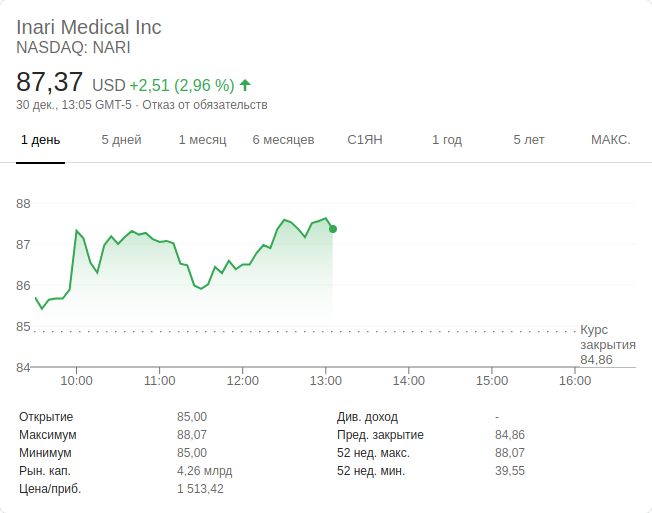 Inari Medical Inc
NASDAQ: NARI
87,37 USD +2,51 (2,96 %)
30 дек., 13:05 GMT-5 · Отказ от обязательств
1 день 5 дней 1 месяц 6 месяцев С1ЯН 1 год 5 лет МАКС.
88
87
86
85
84
Курс
закрытия
84,86
10:00 11:00 12:00 13:00 14:00 15:00 16:00
Открытие 85,00
Максимум 88,07
Минимум 85,00
Рын. кап. 4,26 млрд
Цена/приб. 1 513,42
Див. доход -
Пред. закрытие 84,86
52 нед. макс. 88,07
52 нед. мин. 39,55